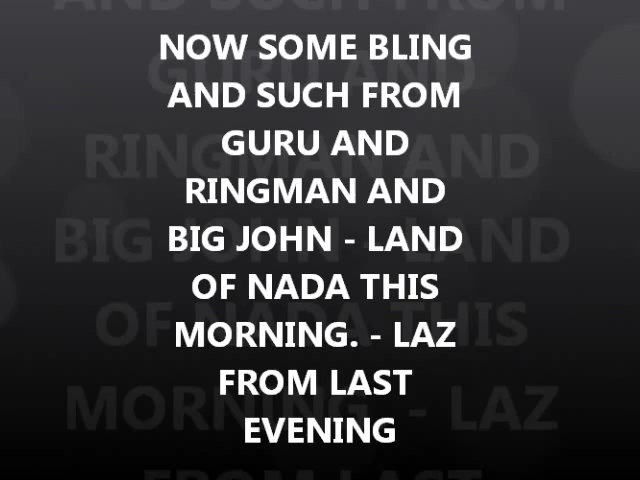 NOW SOME BLING
AND SUCH FROM
GURU AND
RINGMAN AND
BIG JOHN - LAND
OF NADA THIS
MORNING. - LAZ
FROM LAST
EVENING